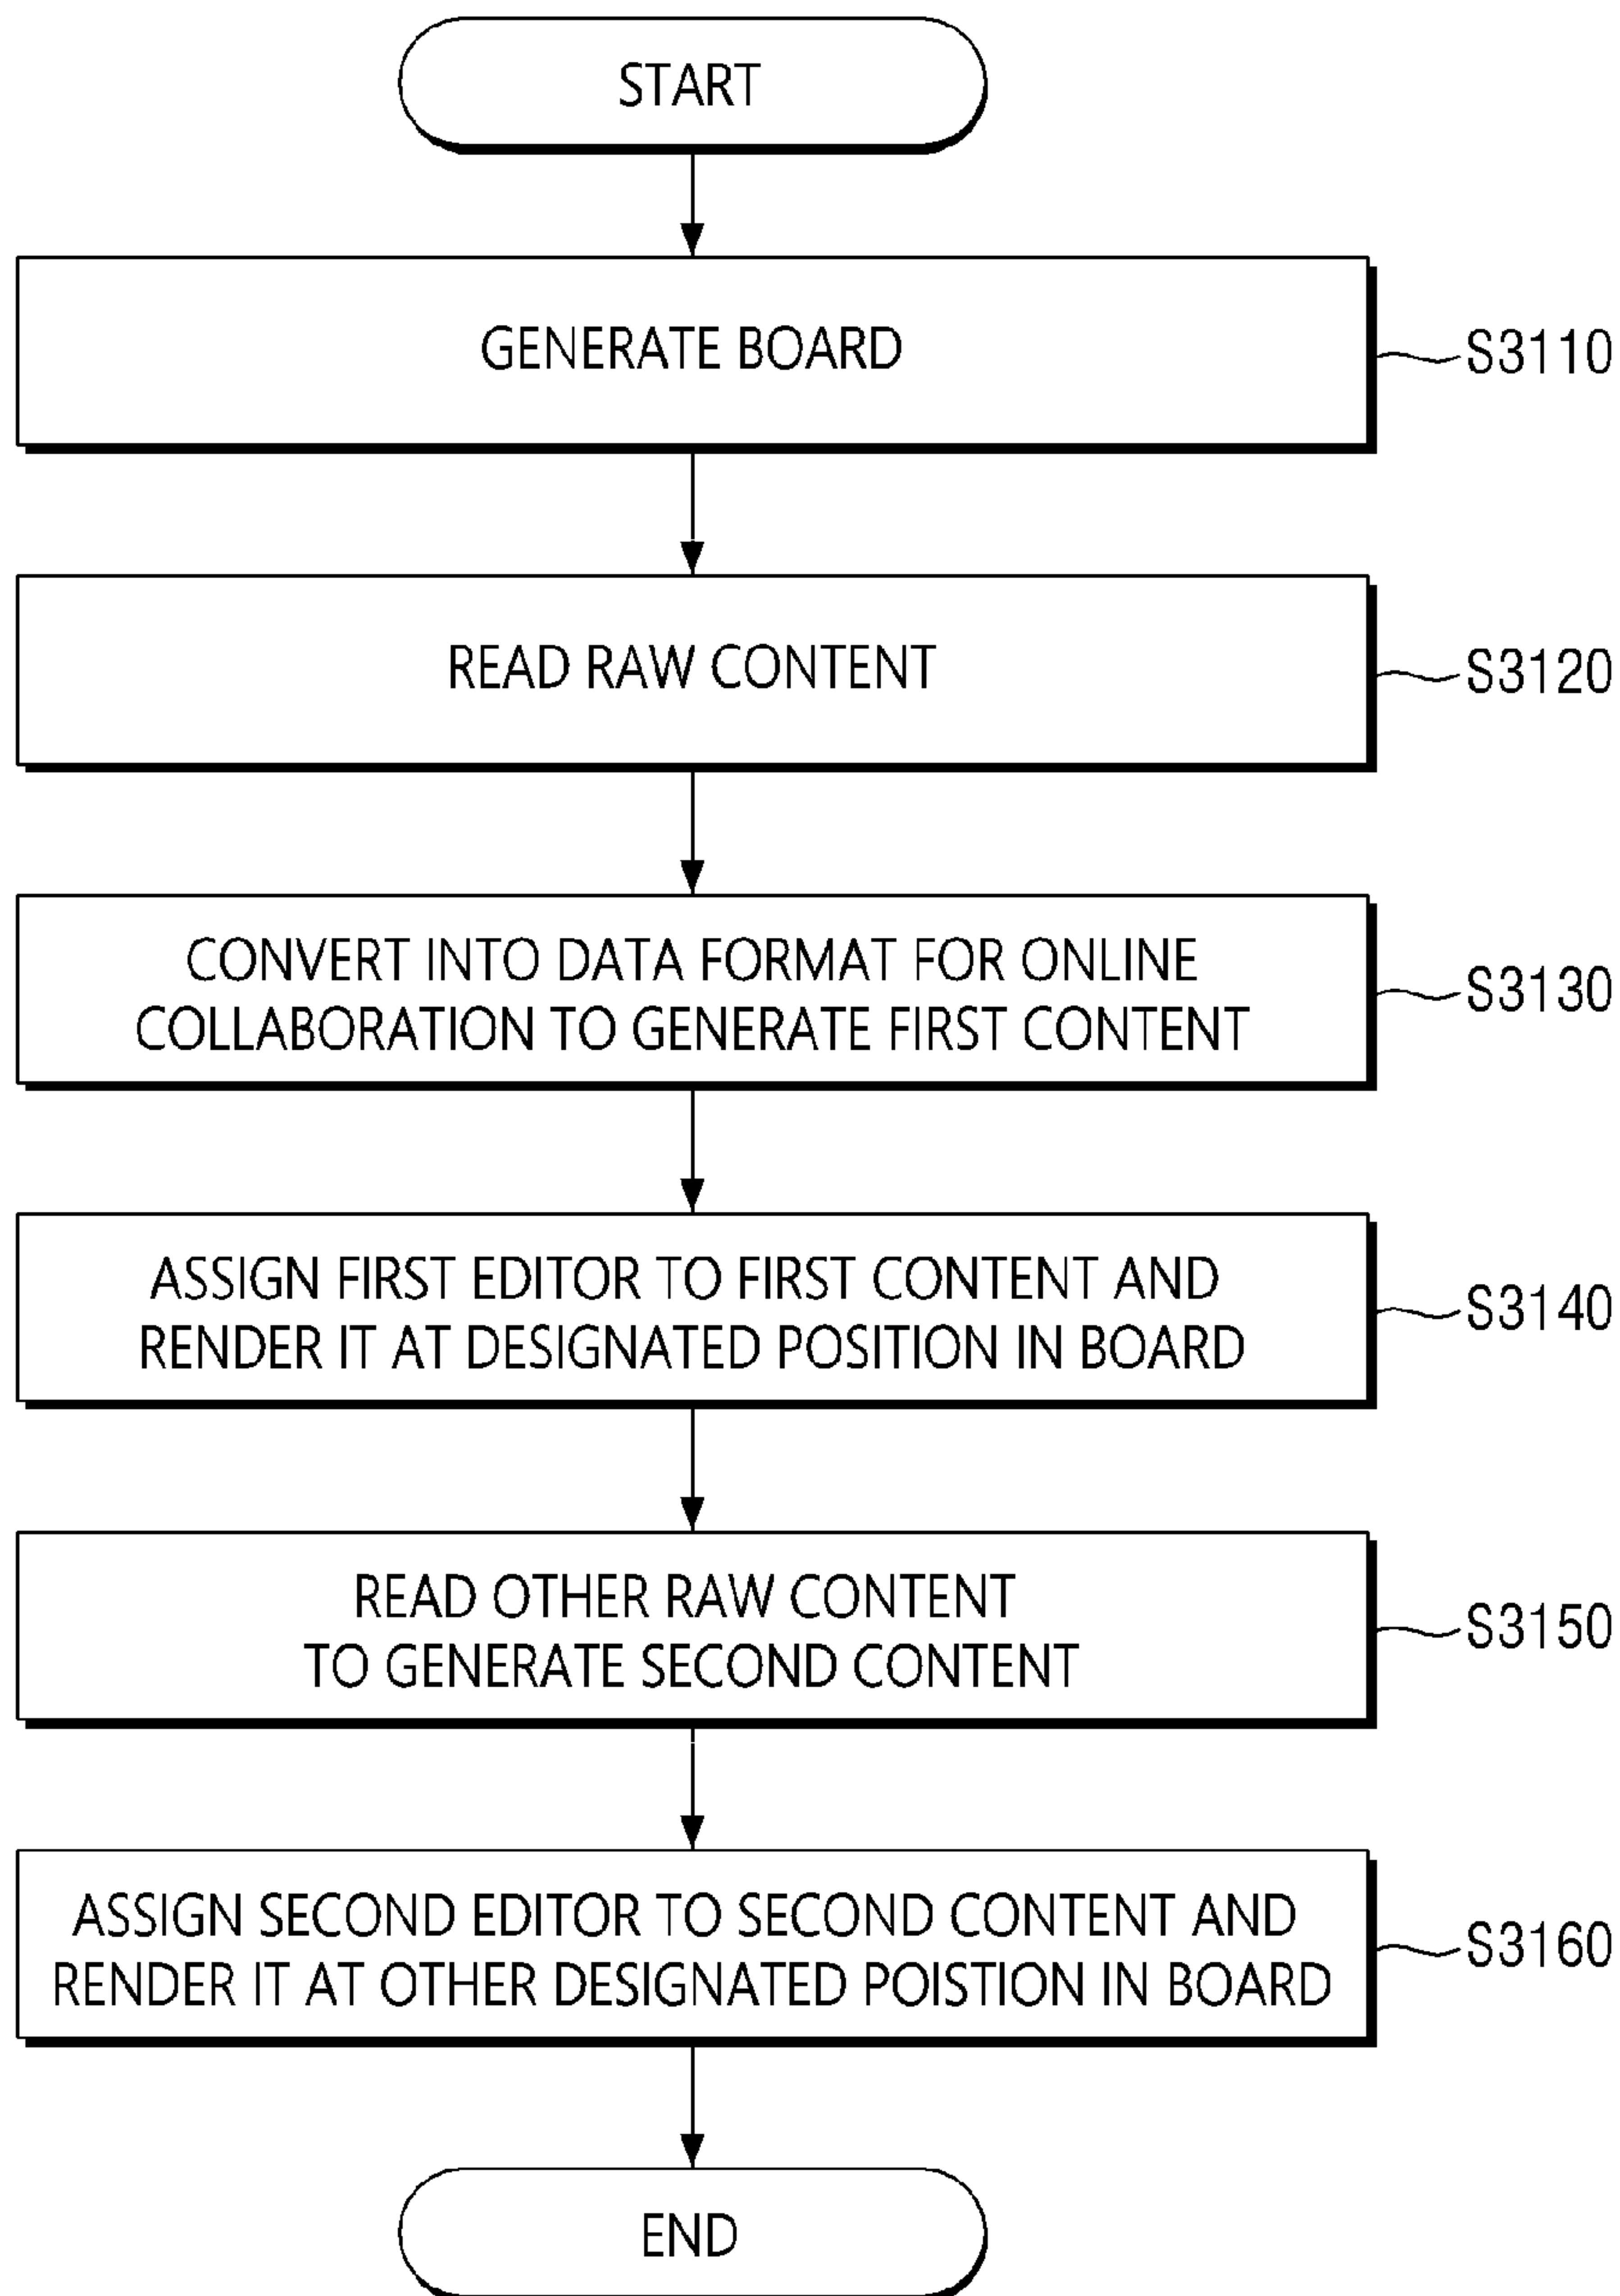 START
GENERATE BOARD
S3110
READ RAW CONTENT
S3120
CONVERT INTO DATA FORMAT FOR ONLINE
COLLABORATION TO GENERATE FIRST CONTENT
S3130
ASSIGN FIRST EDITOR TO FIRST CONTENT AND
RENDER IT AT DESIGNATED POSITION IN BOARD
S3140
READ OTHER RAW CONTENT
TO GENERATE SECOND CONTENT
S3150
ASSIGN SECOND EDITOR TO SECOND CONTENT AND
RENDER IT AT OTHER DESIGNATED POISTION IN BOARD
S3160
END